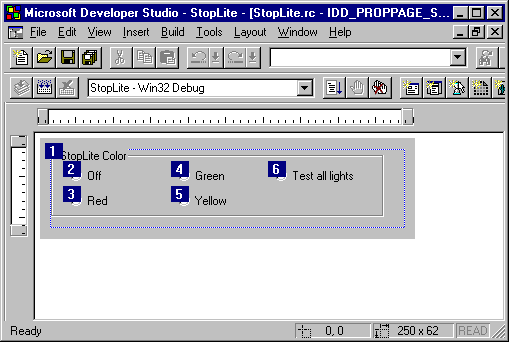 Microsoft Developer Studio - StopLite - [StopLite.rc - IDD_PROPPAGE_S...
File Edit View Insert Build Tools Layout Window Help
StopLite - Win32 Debug
1 StopLite Color
2 Off 4 Green 6 Test all lights
3 Red 5 Yellow
Ready 0, 0 250 x 62 READ